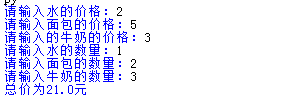 请输入水的价格：2
请输入面包的价格：5
请输入的牛奶的价格：3
请输入水的数量：1
请输入面包的数量：2
请输入牛奶的数量：3
总价为21.0元